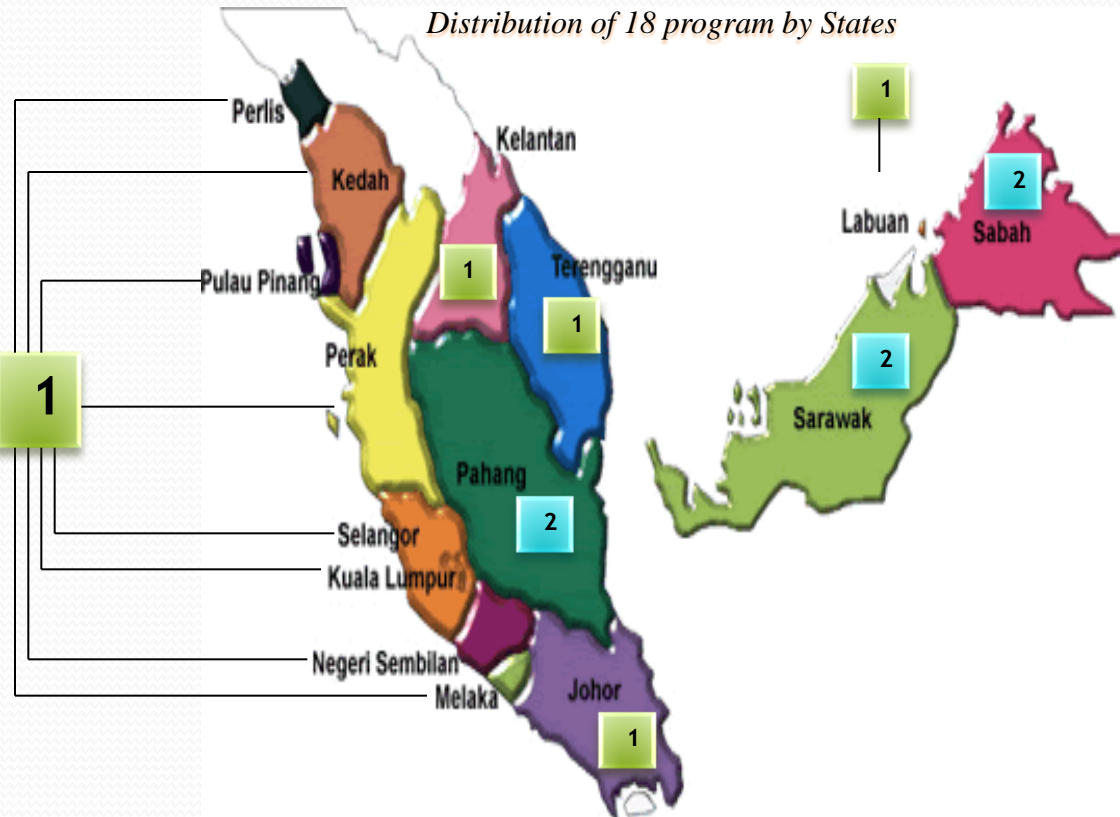 Distribution of 18 program by States
1
Perlis
Kelantan
2
Kedah
Labuan
Sabah
1
Terengganu
Pulau Pinang
1
Perak
2
1
Sarawak
Pahang
2
Selangor
Kuala Lumpur
Negeri Sembilan
Johor
Melaka
1